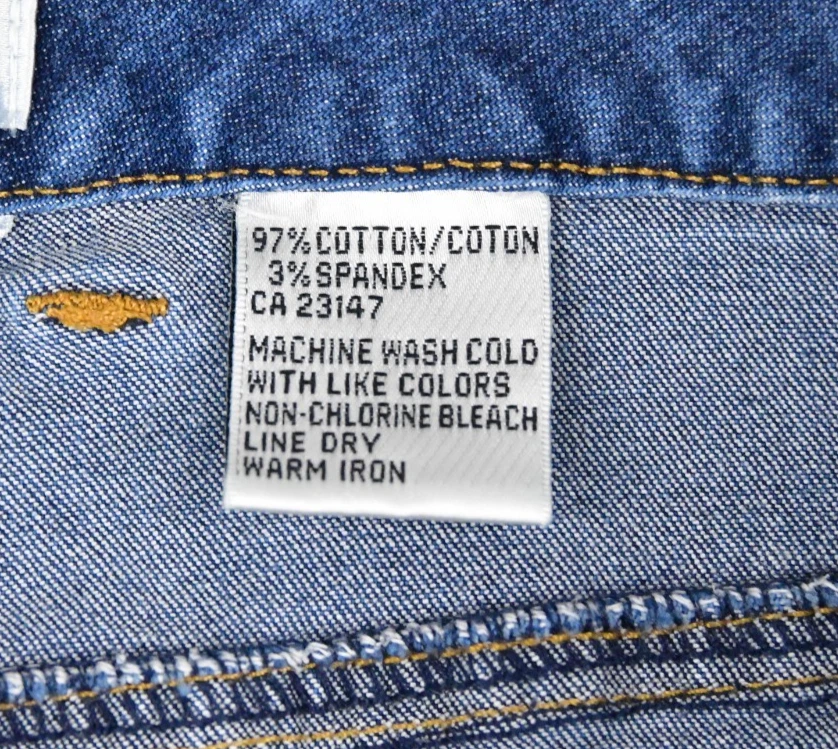 97% COTTON/COTON
3% SPANDEX
CA 23147
MACHINE WASH COLD
WITH LIKE COLORS
NON-CHLORINE BLEACH
LINE DRY
WARM IRON